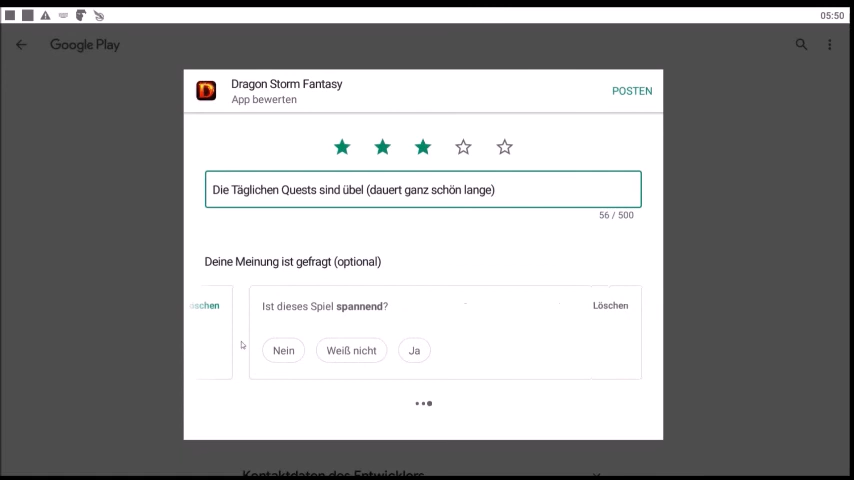 05:50
Google Play
Dragon Storm Fantasy
App bewerten
POSTEN
Die Täglichen Quests sind übel (dauert ganz schön lange)
56 / 500
Deine Meinung ist gefragt (optional)
Ist dieses Spiel spannend?
Löschen
Nein
Weiß nicht
Ja
Kontaktdaten des Entwicklers